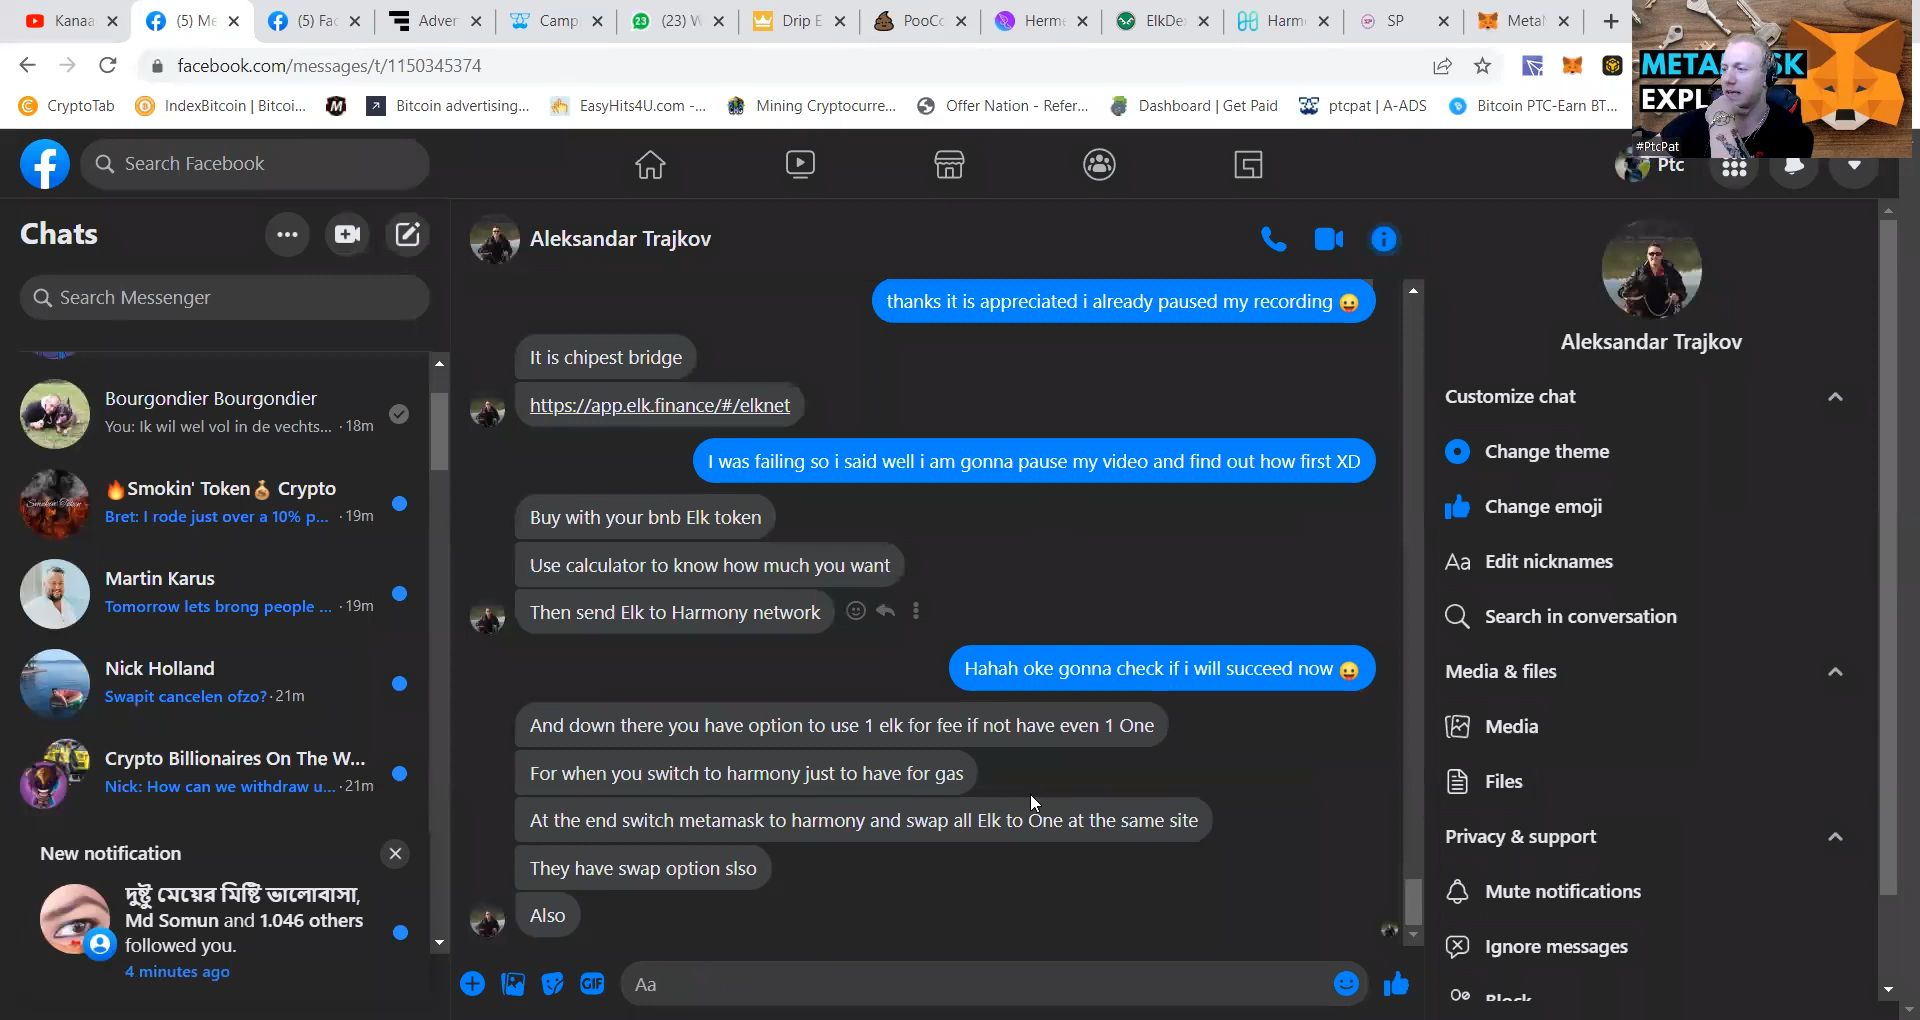 Kanaa
(5) Me
(5) Fac
Adver
Camp
(23) W
Drip E
PooCo
Herme
ElkDe
Harm
SP
Meta
facebook.com/messages/t/1150345374
CryptoTab
IndexBitcoin | Bitcoi...
Bitcoin advertising...
EasyHits4U.com -...
Mining Cryptocurre...
Offer Nation - Refer...
Dashboard | Get Paid
ptcpat | A-ADS
Bitcoin PTC-Earn BT...
METAMASK
EXPL
#PtcPat
Search Facebook
Ptc
Chats
Search Messenger
Bourgondier Bourgondier
You: Ik wil wel vol in de vechts... · 18m
🔥Smokin' Token💰 Crypto
Bret: I rode just over a 10% p... · 19m
Martin Karus
Tomorrow lets brong people ... · 19m
Nick Holland
Swapit cancelen ofzo? · 21m
Crypto Billionaires On The W...
Nick: How can we withdraw u... · 21m
New notification
দুষ্টু মেয়ের মিষ্টি ভালোবাসা,
Md Somun and 1.046 others
followed you.
4 minutes ago
Aleksandar Trajkov
thanks it is appreciated i already paused my recording 😛
It is chipest bridge
https://app.elk.finance/#/elknet
I was failing so i said well i am gonna pause my video and find out how first XD
Buy with your bnb Elk token
Use calculator to know how much you want
Then send Elk to Harmony network
Hahah oke gonna check if i will succeed now 😛
And down there you have option to use 1 elk for fee if not have even 1 One
For when you switch to harmony just to have for gas
At the end switch metamask to harmony and swap all Elk to One at the same site
They have swap option slso
Also
GIF
Aa
Aleksandar Trajkov
Customize chat
Change theme
Change emoji
Aa Edit nicknames
Search in conversation
Media & files
Media
Files
Privacy & support
Mute notifications
Ignore messages
Block